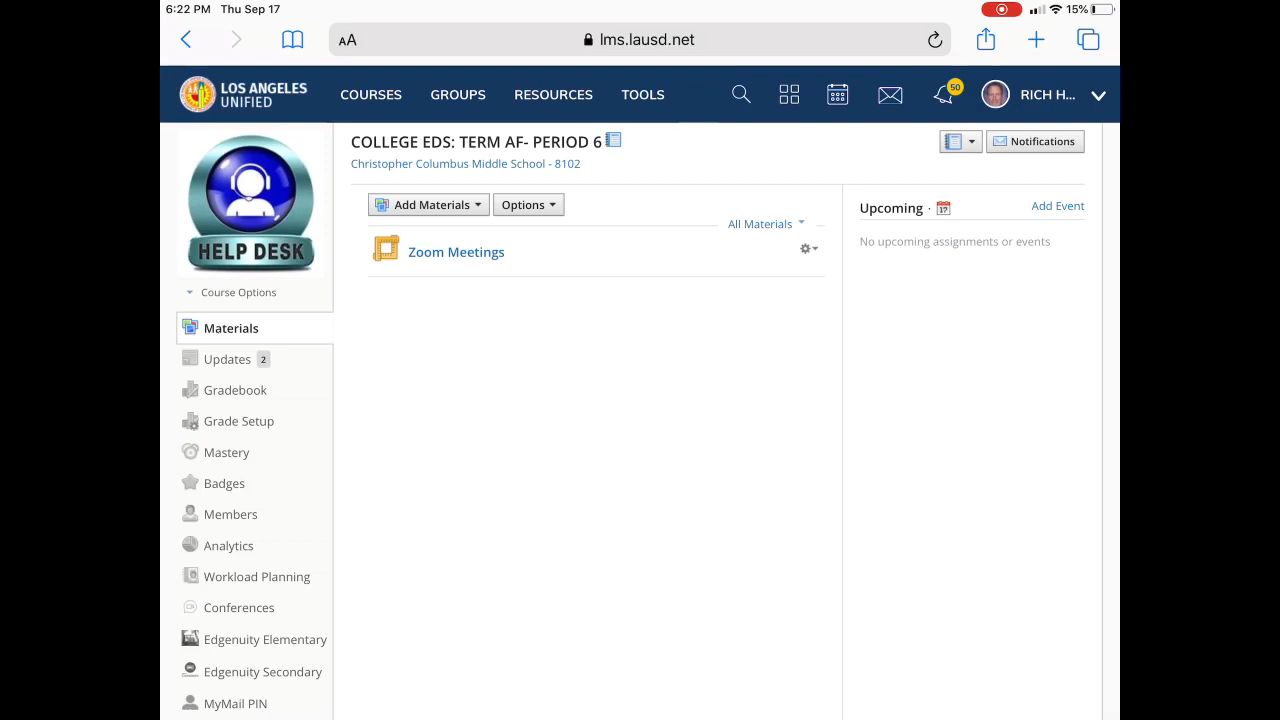 6:22 PM Thu Sep 17
15%
AA
lms.lausd.net
LOS ANGELES
UNIFIED
COURSES
GROUPS
RESOURCES
TOOLS
50
RICH H...
HELP DESK
Course Options
Materials
Updates 2
Gradebook
Grade Setup
Mastery
Badges
Members
Analytics
Workload Planning
Conferences
Edgenuity Elementary
Edgenuity Secondary
MyMail PIN
COLLEGE EDS: TERM AF- PERIOD 6
Christopher Columbus Middle School - 8102
Notifications
Add Materials
Options
All Materials
Zoom Meetings
Upcoming · 17
Add Event
No upcoming assignments or events